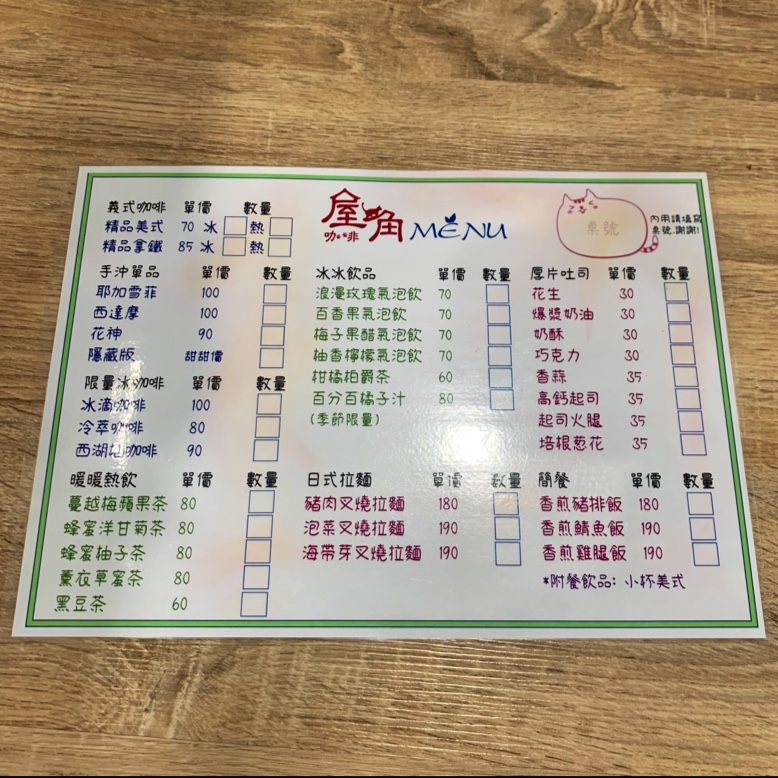 屋角
咖啡
MENU
桌號
內用請填寫
桌號.謝謝!
義式咖啡 單價 數量
精品美式 70 冰 熱
精品拿鐵 85 冰 熱
手沖單品 單價 數量
耶加雪菲 100
西達摩 100
花神 90
隱藏版 甜甜價
限量冰咖啡 單價 數量
冰滴咖啡 100
冷萃咖啡 80
西湖柚咖啡 90
冰冰飲品 單價 數量
浪漫玫瑰氣泡飲 70
百香果氣泡飲 70
梅子果醋氣泡飲 70
柚香檸檬氣泡飲 70
柑橘柏爵茶 60
百分百橘子汁 80
(季節限量)
厚片吐司 單價 數量
花生 30
爆漿奶油 30
奶酥 30
巧克力 30
香蒜 35
高鈣起司 35
起司火腿 35
培根蔥花 35
暖暖熱飲 單價 數量
蔓越梅蘋果茶 80
蜂蜜洋甘菊茶 80
蜂蜜柚子茶 80
薰衣草蜜茶 80
黑豆茶 60
日式拉麵 單價 數量
豬肉叉燒拉麵 180
泡菜叉燒拉麵 190
海帶芽叉燒拉麵 190
簡餐 單價 數量
香煎豬排飯 180
香煎鯖魚飯 190
香煎雞腿飯 190
*附餐飲品: 小杯美式